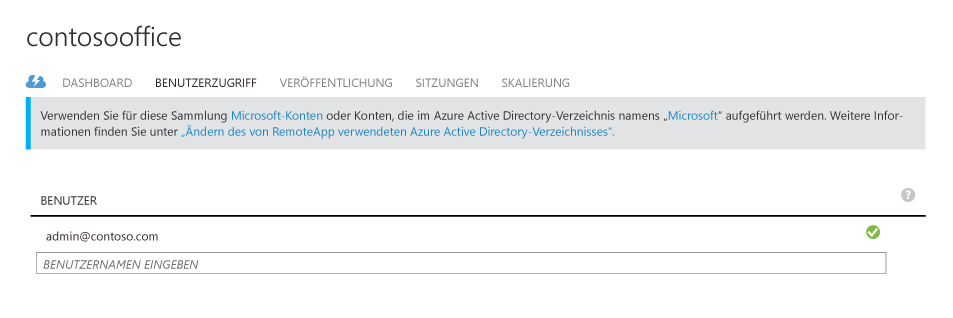 contosooffice
DASHBOARD BENUTZERZUGRIFF VERÖFFENTLICHUNG SITZUNGEN SKALIERUNG
Verwenden Sie für diese Sammlung Microsoft-Konten oder Konten, die im Azure Active Directory-Verzeichnis namens „Microsoft“ aufgeführt werden. Weitere Infor-
mationen finden Sie unter „Ändern des von RemoteApp verwendeten Azure Active Directory-Verzeichnisses“.
BENUTZER ?
admin@contoso.com
BENUTZERNAMEN EINGEBEN